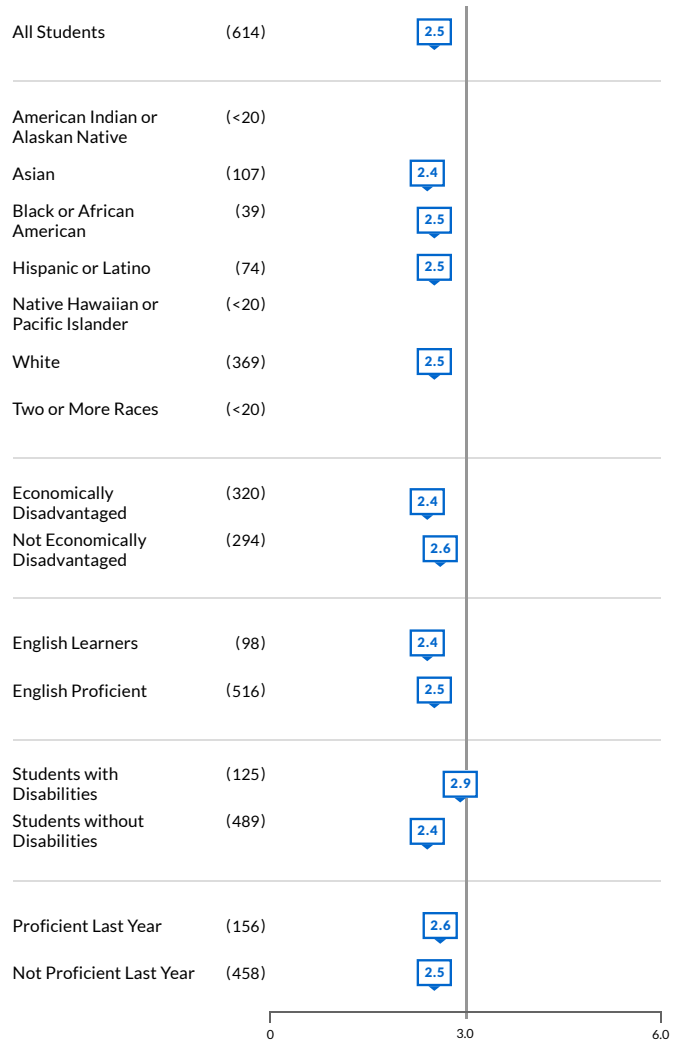 All Students (614) 2.5
American Indian or (<20)
Alaskan Native
Asian (107) 2.4
Black or African (39) 2.5
American
Hispanic or Latino (74) 2.5
Native Hawaiian or (<20)
Pacific Islander
White (369) 2.5
Two or More Races (<20)
Economically (320) 2.4
Disadvantaged
Not Economically (294) 2.6
Disadvantaged
English Learners (98) 2.4
English Proficient (516) 2.5
Students with (125) 2.9
Disabilities
Students without (489) 2.4
Disabilities
Proficient Last Year (156) 2.6
Not Proficient Last Year (458) 2.5
0 3.0 6.0